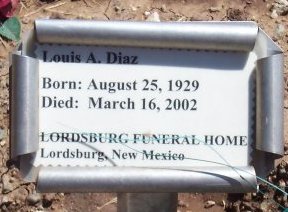 Louis A. Diaz
Born: August 25, 1929
Died: March 16, 2002
LORDSBURG FUNERAL HOME
Lordsburg, New Mexico